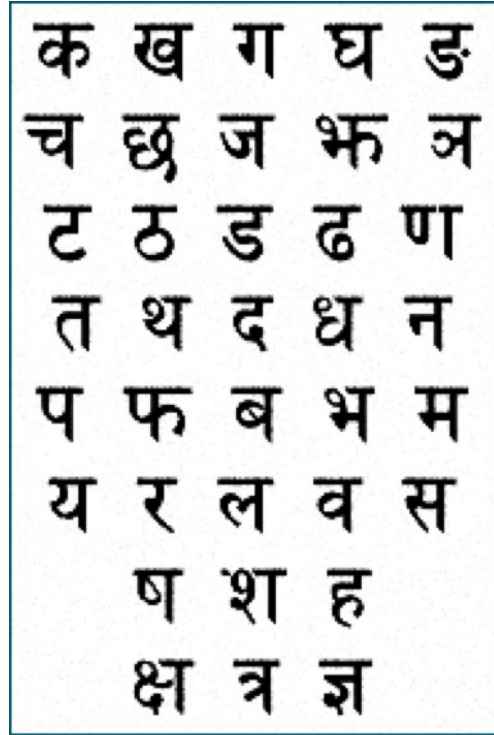 क ख ग घ ङ
च छ ज झ ञ
ट ठ ड ढ ण
त थ द ध न
प फ ब भ म
य र ल व स
ष श ह
क्ष त्र ज्ञ